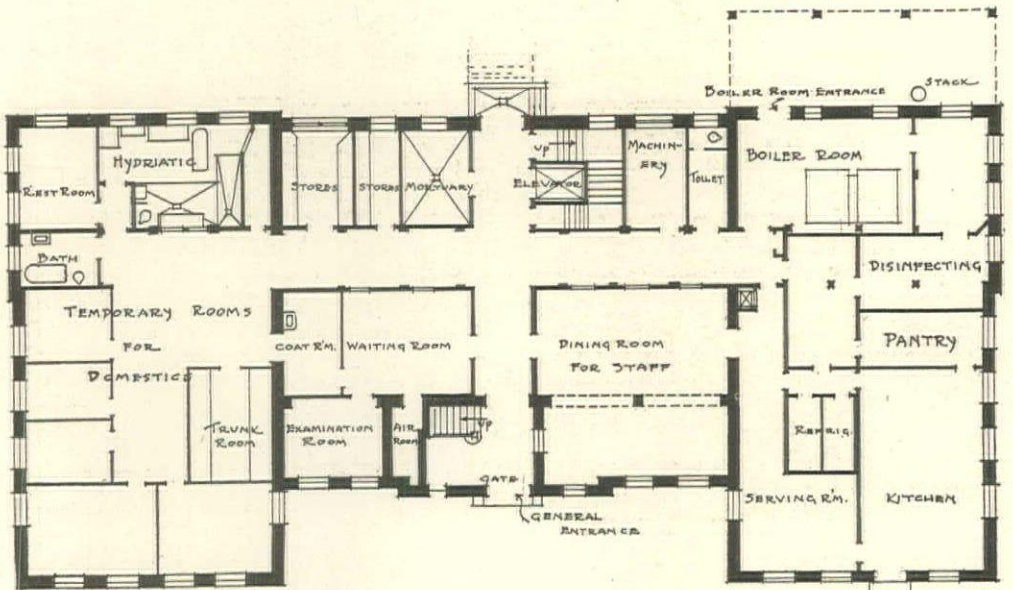 STACK
BOILER ROOM ENTRANCE
HYDRIATIC
REST ROOM
STORES
STORES
MORTUARY
UP
ELEVATOR
MACHIN-
ERY
TOILET
BOILER ROOM
BATH
DISINFECTING
TEMPORARY ROOMS
FOR
DOMESTICS
COAT R'M.
WAITING ROOM
DINING ROOM
FOR STAFF
PANTRY
TRUNK
ROOM
EXAMINATION
ROOM
AIR
ROOM
UP
REFRIG.
GATE
SERVING R'M.
KITCHEN
GENERAL
ENTRANCE